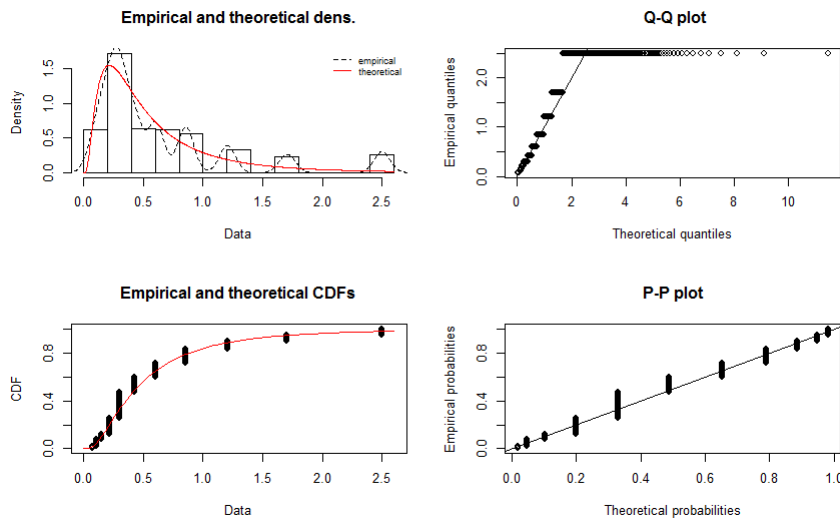 Empirical and theoretical dens.
Density
0.0 0.5 1.0 1.5
empirical
theoretical
0.0 0.5 1.0 1.5 2.0 2.5
Data
Q-Q plot
Empirical quantiles
0.0 1.0 2.0
0 2 4 6 8 10
Theoretical quantiles
Empirical and theoretical CDFs
CDF
0.0 0.4 0.8
0.0 0.5 1.0 1.5 2.0 2.5
Data
P-P plot
Empirical probabilities
0.0 0.4 0.8
0.0 0.2 0.4 0.6 0.8 1.0
Theoretical probabilities